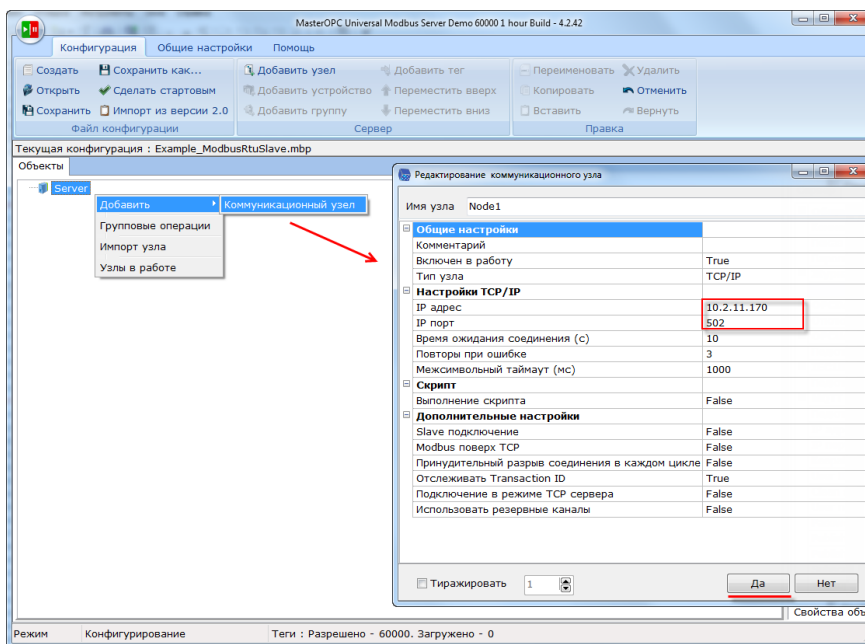 MasterOPC Universal Modbus Server Demo 60000 1 hour Build - 4.2.42
Конфигурация Общие настройки Помощь
Создать Сохранить как... Добавить узел Добавить тег Переименовать Удалить
Открыть Сделать стартовым Добавить устройство Переместить вверх Копировать Отменить
Сохранить Импорт из версии 2.0 Добавить группу Переместить вниз Вставить Вернуть
Файл конфигурации Сервер Правка
Текущая конфигурация : Example_ModbusRtuSlave.mbp
Объекты
Server
Добавить Коммуникационный узел
Групповые операции
Импорт узла
Узлы в работе
Редактирование коммуникационного узла
Имя узла Node1
Общие настройки
Комментарий
Включен в работу True
Тип узла TCP/IP
Настройки TCP/IP
IP адрес 10.2.11.170
IP порт 502
Время ожидания соединения (с) 10
Повторы при ошибке 3
Межсимвольный таймаут (мс) 1000
Скрипт
Выполнение скрипта False
Дополнительные настройки
Slave подключение False
Modbus поверх TCP False
Принудительный разрыв соединения в каждом цикле False
Отслеживать Transaction ID True
Подключение в режиме TCP сервера False
Использовать резервные каналы False
Тиражировать 1 Да Нет
Свойства объ
Режим Конфигурирование Теги : Разрешено - 60000. Загружено - 0